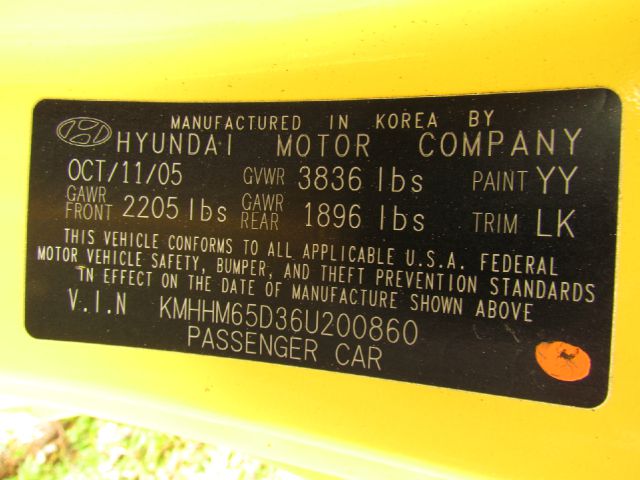 MANUFACTURED IN KOREA BY
HYUNDAI MOTOR COMPANY
OCT/11/05 GVWR 3836 lbs PAINT YY
GAWR FRONT 2205 lbs GAWR REAR 1896 lbs TRIM LK
THIS VEHICLE CONFORMS TO ALL APPLICABLE U.S.A. FEDERAL
MOTOR VEHICLE SAFETY, BUMPER, AND THEFT PREVENTION STANDARDS
IN EFFECT ON THE DATE OF MANUFACTURE SHOWN ABOVE
V.I.N KMHHM65D36U200860
PASSENGER CAR